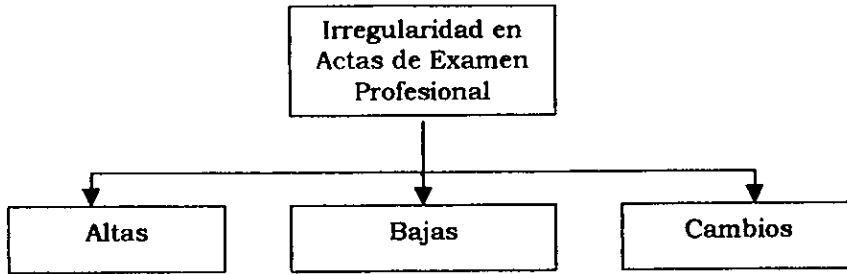 Irregularidad en
Actas de Examen
Profesional
Altas
Bajas
Cambios